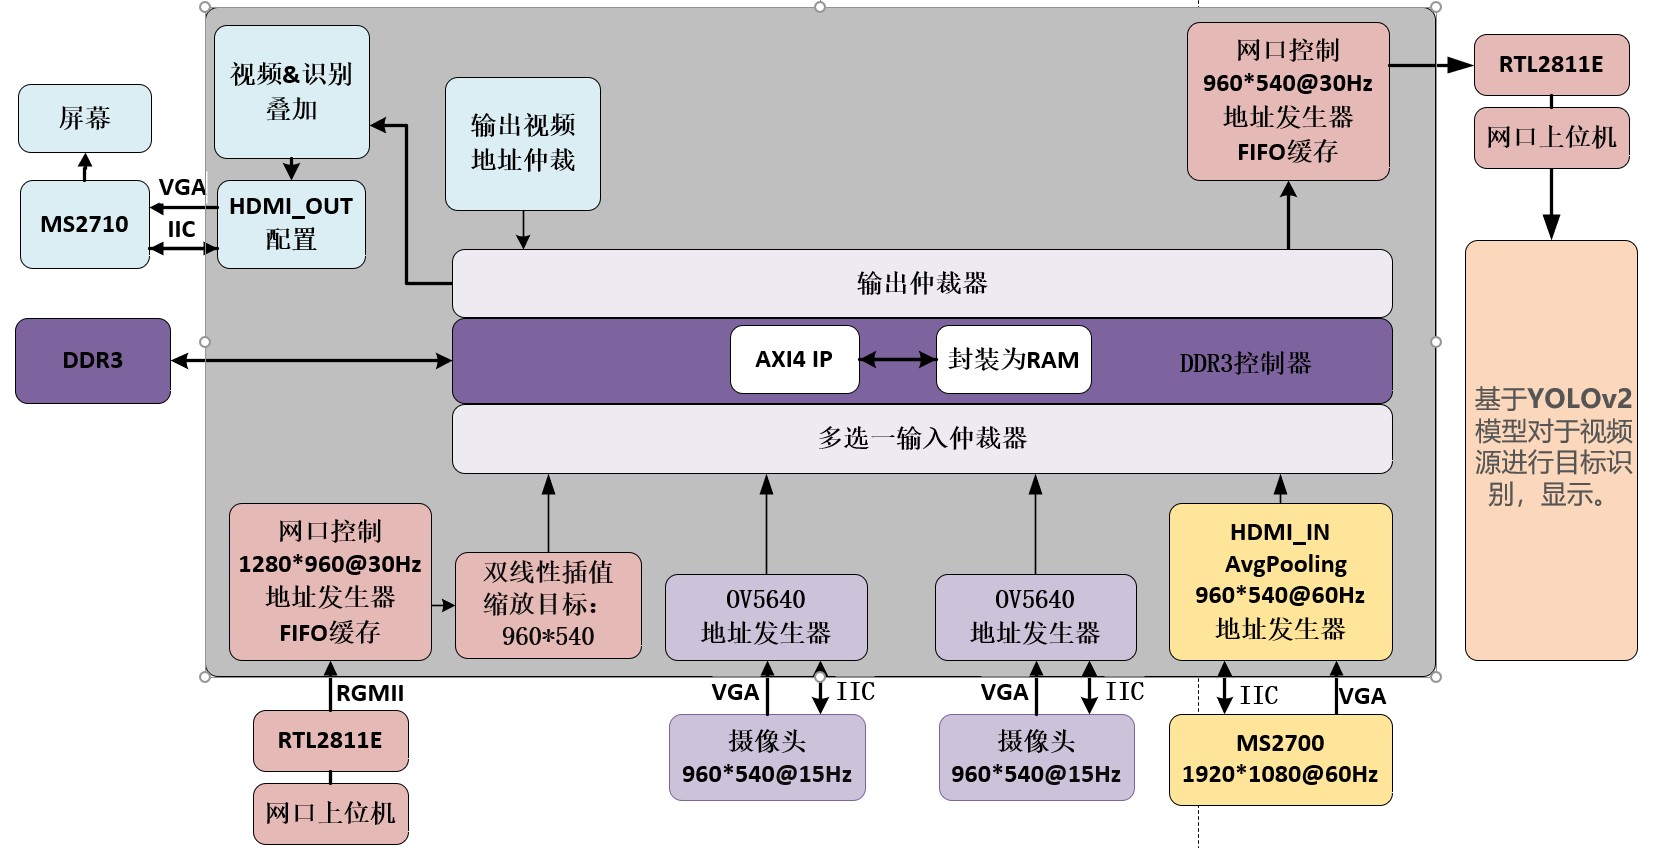 视频&识别
叠加
输出视频
地址仲裁
网口控制
960*540@30Hz
地址发生器
FIFO缓存
RTL2811E
网口上位机
屏幕
MS2710
VGA
IIC
HDMI_OUT
配置
输出仲裁器
DDR3
AXI4 IP
封装为RAM
DDR3控制器
多选一输入仲裁器
基于YOLOv2
模型对于视频
源进行目标识
别，显示。
网口控制
1280*960@30Hz
地址发生器
FIFO缓存
双线性插值
缩放目标：
960*540
OV5640
地址发生器
OV5640
地址发生器
HDMI_IN
AvgPooling
960*540@60Hz
地址发生器
RGMII
VGA
IIC
VGA
IIC
IIC
VGA
RTL2811E
网口上位机
摄像头
960*540@15Hz
摄像头
960*540@15Hz
MS2700
1920*1080@60Hz